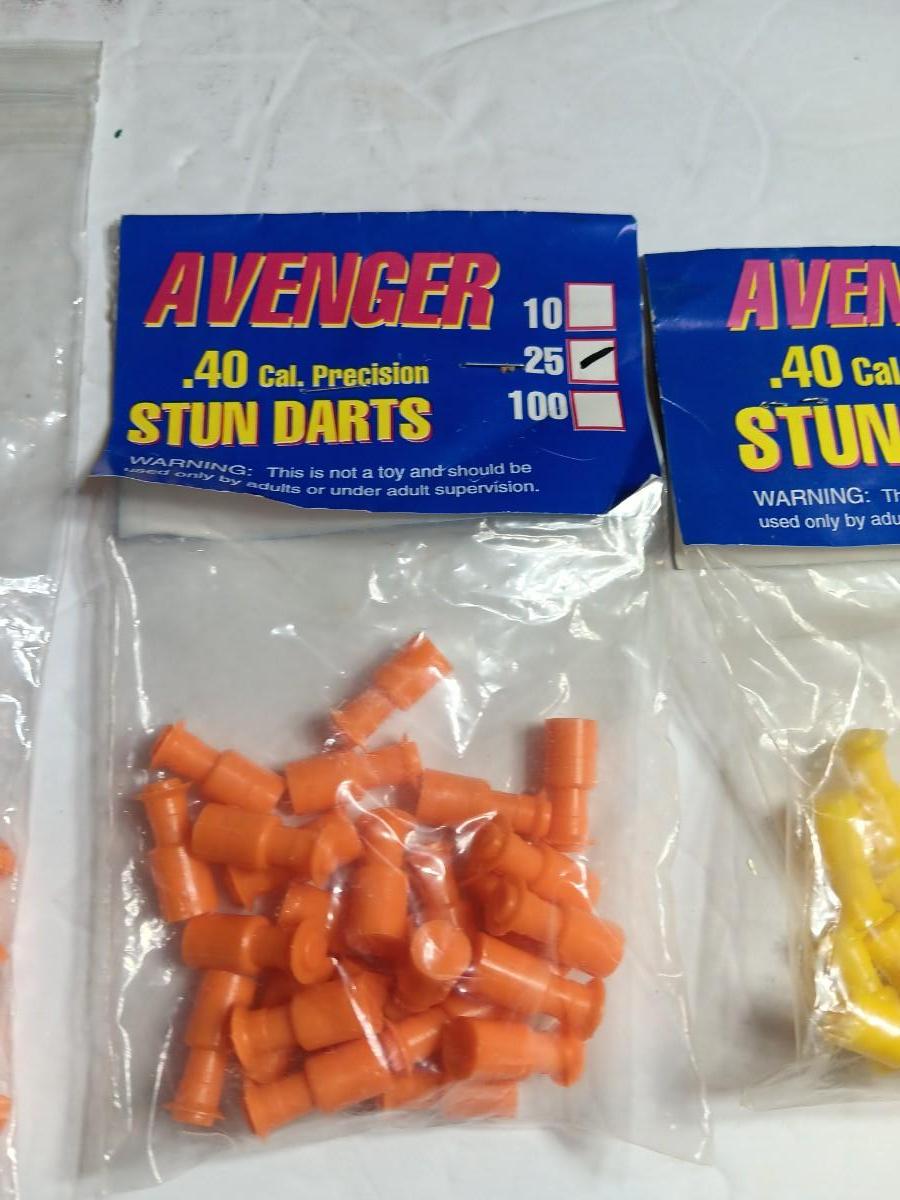 AVENGER
.40 Cal. Precision
STUN DARTS
10
25
100
WARNING: This is not a toy and should be
used only by adults or under adult supervision.
AVEN
.40 Cal
STUN
WARNING: Th
used only by adu